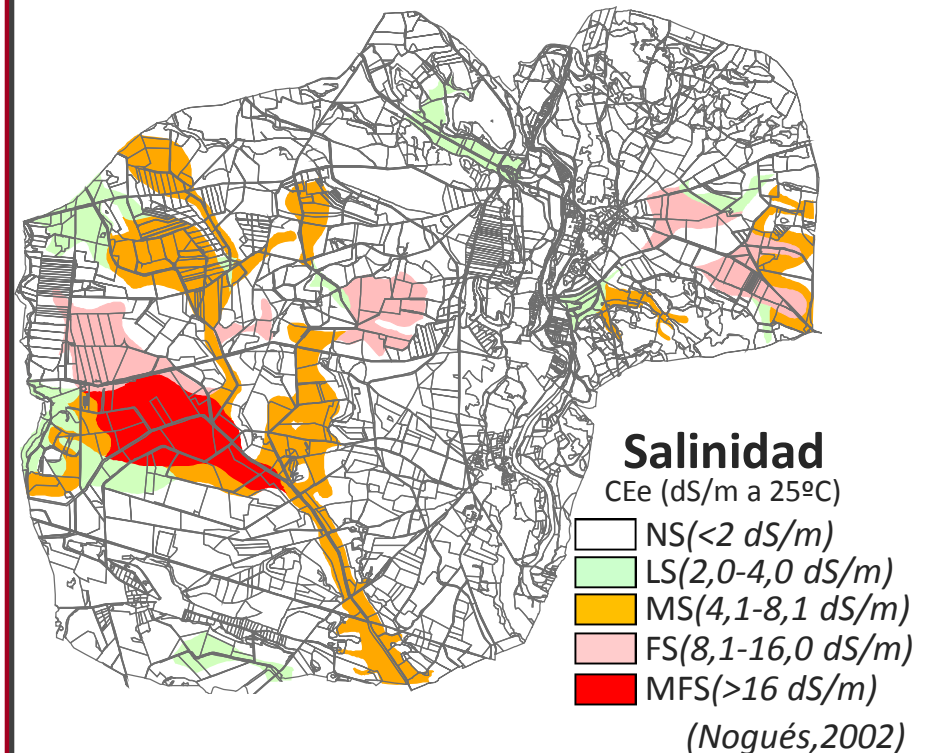 Salinidad
CEe (dS/m a 25ºC)
NS(<2 dS/m)
LS(2,0-4,0 dS/m)
MS(4,1-8,1 dS/m)
FS(8,1-16,0 dS/m)
MFS(>16 dS/m)
(Nogués,2002)